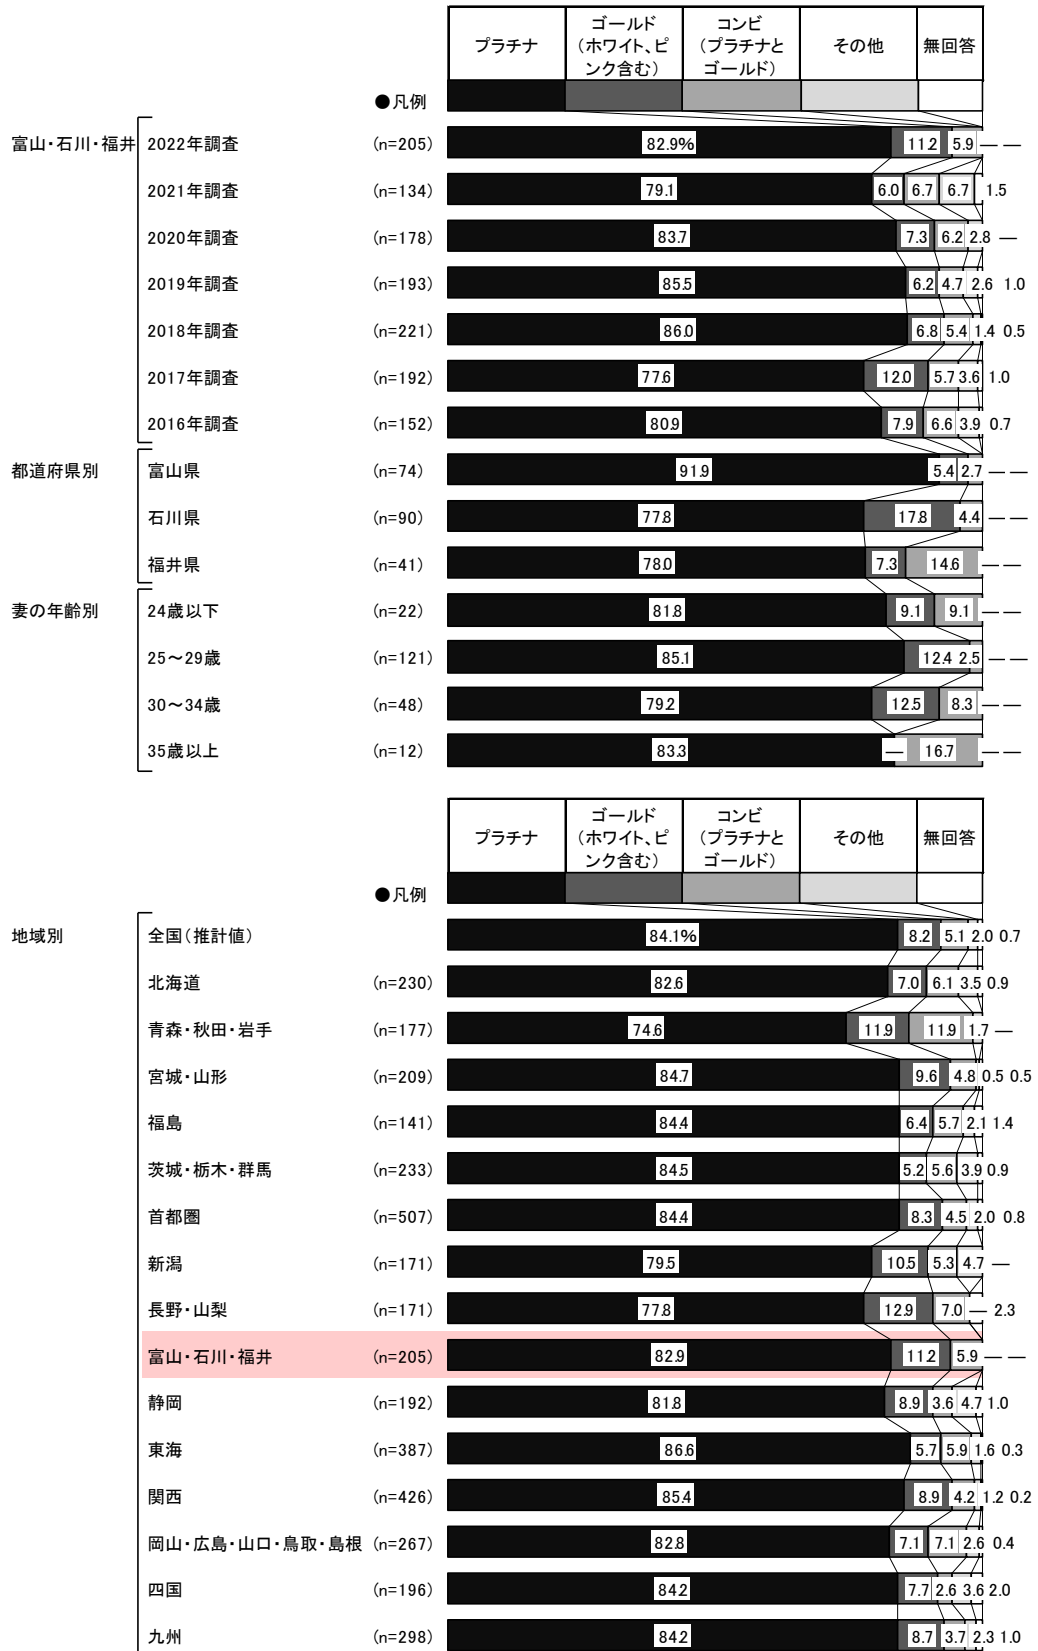 プラチナ
ゴールド
(ホワイト、ピ
ンク含む)
コンビ
(プラチナと
ゴールド)
その他
無回答
●凡例
富山・石川・福井 2022年調査 (n=205) 82.9% 11.2 5.9 — —
2021年調査 (n=134) 79.1 6.0 6.7 6.7 1.5
2020年調査 (n=178) 83.7 7.3 6.2 2.8 —
2019年調査 (n=193) 85.5 6.2 4.7 2.6 1.0
2018年調査 (n=221) 86.0 6.8 5.4 1.4 0.5
2017年調査 (n=192) 77.6 12.0 5.7 3.6 1.0
2016年調査 (n=152) 80.9 7.9 6.6 3.9 0.7
都道府県別 富山県 (n=74) 91.9 5.4 2.7 — —
石川県 (n=90) 77.8 17.8 4.4 — —
福井県 (n=41) 78.0 7.3 14.6 — —
妻の年齢別 24歳以下 (n=22) 81.8 9.1 9.1 — —
25～29歳 (n=121) 85.1 12.4 2.5 — —
30～34歳 (n=48) 79.2 12.5 8.3 — —
35歳以上 (n=12) 83.3 — 16.7 — —
プラチナ
ゴールド
(ホワイト、ピ
ンク含む)
コンビ
(プラチナと
ゴールド)
その他
無回答
●凡例
地域別 全国(推計値) 84.1% 8.2 5.1 2.0 0.7
北海道 (n=230) 82.6 7.0 6.1 3.5 0.9
青森・秋田・岩手 (n=177) 74.6 11.9 11.9 1.7 —
宮城・山形 (n=209) 84.7 9.6 4.8 0.5 0.5
福島 (n=141) 84.4 6.4 5.7 2.1 1.4
茨城・栃木・群馬 (n=233) 84.5 5.2 5.6 3.9 0.9
首都圏 (n=507) 84.4 8.3 4.5 2.0 0.8
新潟 (n=171) 79.5 10.5 5.3 4.7 —
長野・山梨 (n=171) 77.8 12.9 7.0 — 2.3
富山・石川・福井 (n=205) 82.9 11.2 5.9 — —
静岡 (n=192) 81.8 8.9 3.6 4.7 1.0
東海 (n=387) 86.6 5.7 5.9 1.6 0.3
関西 (n=426) 85.4 8.9 4.2 1.2 0.2
岡山・広島・山口・鳥取・島根 (n=267) 82.8 7.1 7.1 2.6 0.4
四国 (n=196) 84.2 7.7 2.6 3.6 2.0
九州 (n=298) 84.2 8.7 3.7 2.3 1.0